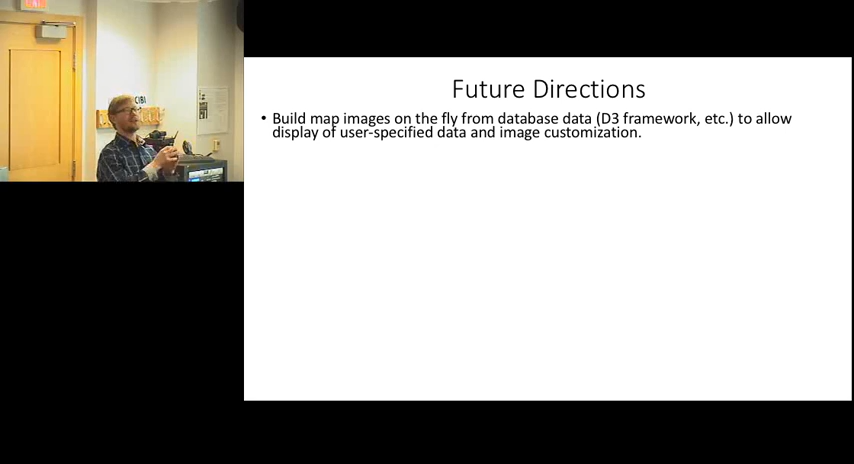 Future Directions
• Build map images on the fly from database data (D3 framework, etc.) to allow
display of user-specified data and image customization.